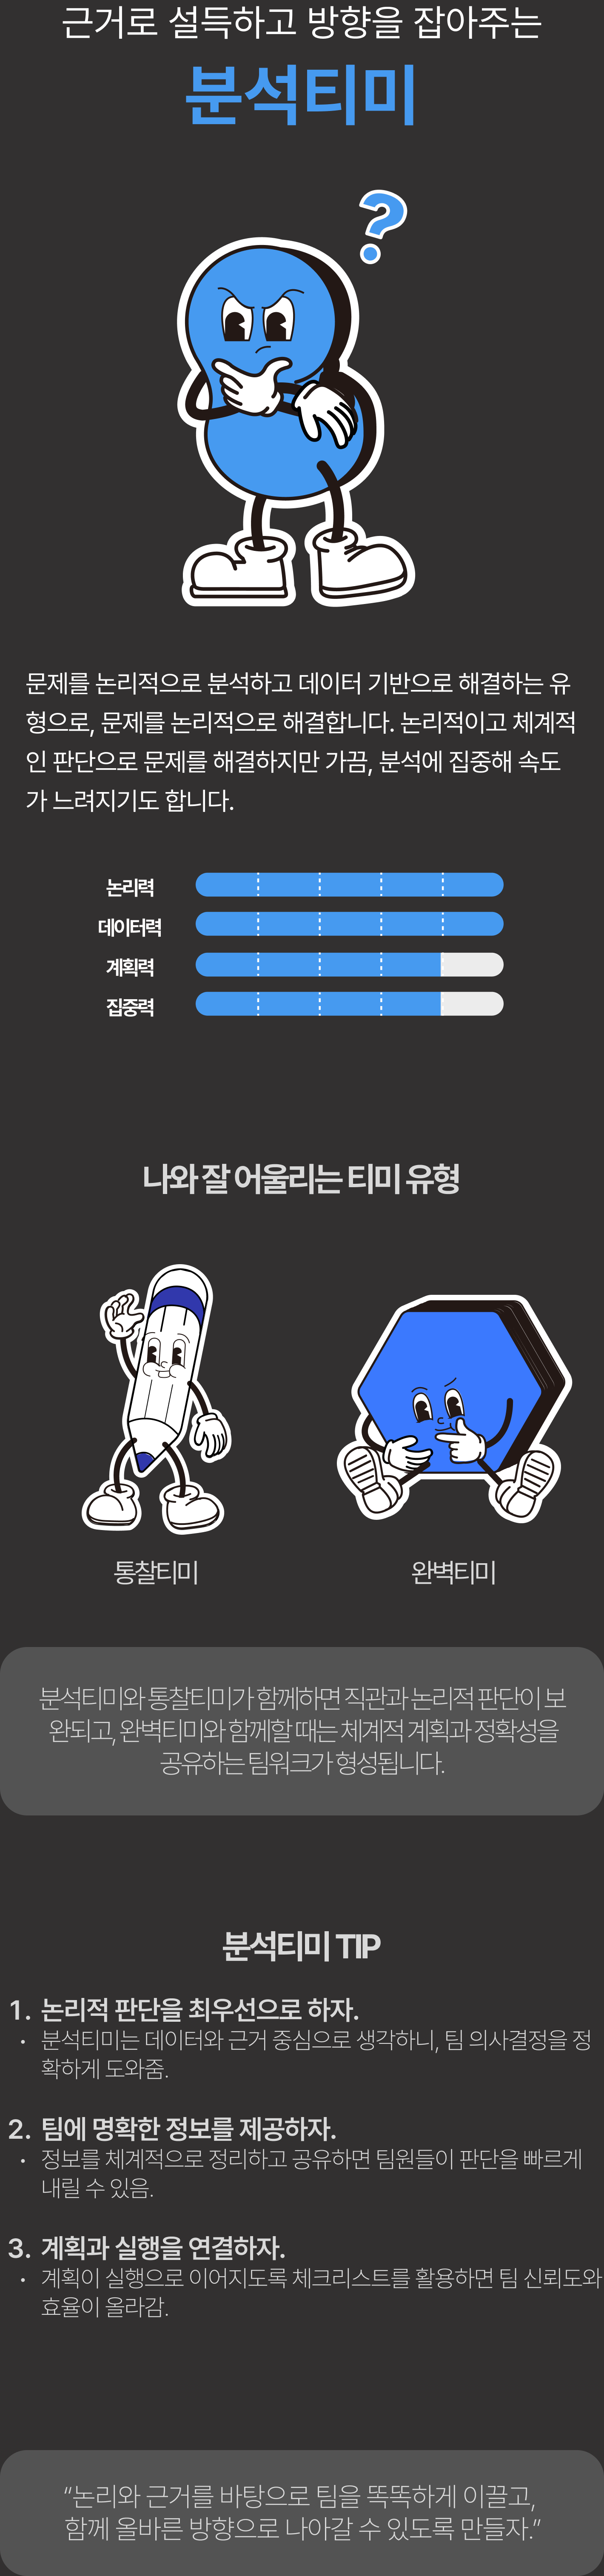 근거로 설득하고 방향을 잡아주는
분석티미
?
문제를 논리적으로 분석하고 데이터 기반으로 해결하는 유
형으로, 문제를 논리적으로 해결합니다. 논리적이고 체계적
인 판단으로 문제를 해결하지만 가끔, 분석에 집중해 속도
가 느려지기도 합니다.
논리력
데이터력
계획력
집중력
나와 잘 어울리는 티미 유형
통찰티미
완벽티미
분석티미와 통찰티미가 함께하면 직관과 논리적 판단이 보
완되고, 완벽티미와 함께할 때는 체계적 계획과 정확성을
공유하는 팀워크가 형성됩니다.
분석티미 TIP
1. 논리적 판단을 최우선으로 하자.
• 분석티미는 데이터와 근거 중심으로 생각하니, 팀 의사결정을 정
확하게 도와줌.
2. 팀에 명확한 정보를 제공하자.
• 정보를 체계적으로 정리하고 공유하면 팀원들이 판단을 빠르게
내릴 수 있음.
3. 계획과 실행을 연결하자.
• 계획이 실행으로 이어지도록 체크리스트를 활용하면 팀 신뢰도와
효율이 올라감.
“논리와 근거를 바탕으로 팀을 똑똑하게 이끌고,
함께 올바른 방향으로 나아갈 수 있도록 만들자.”